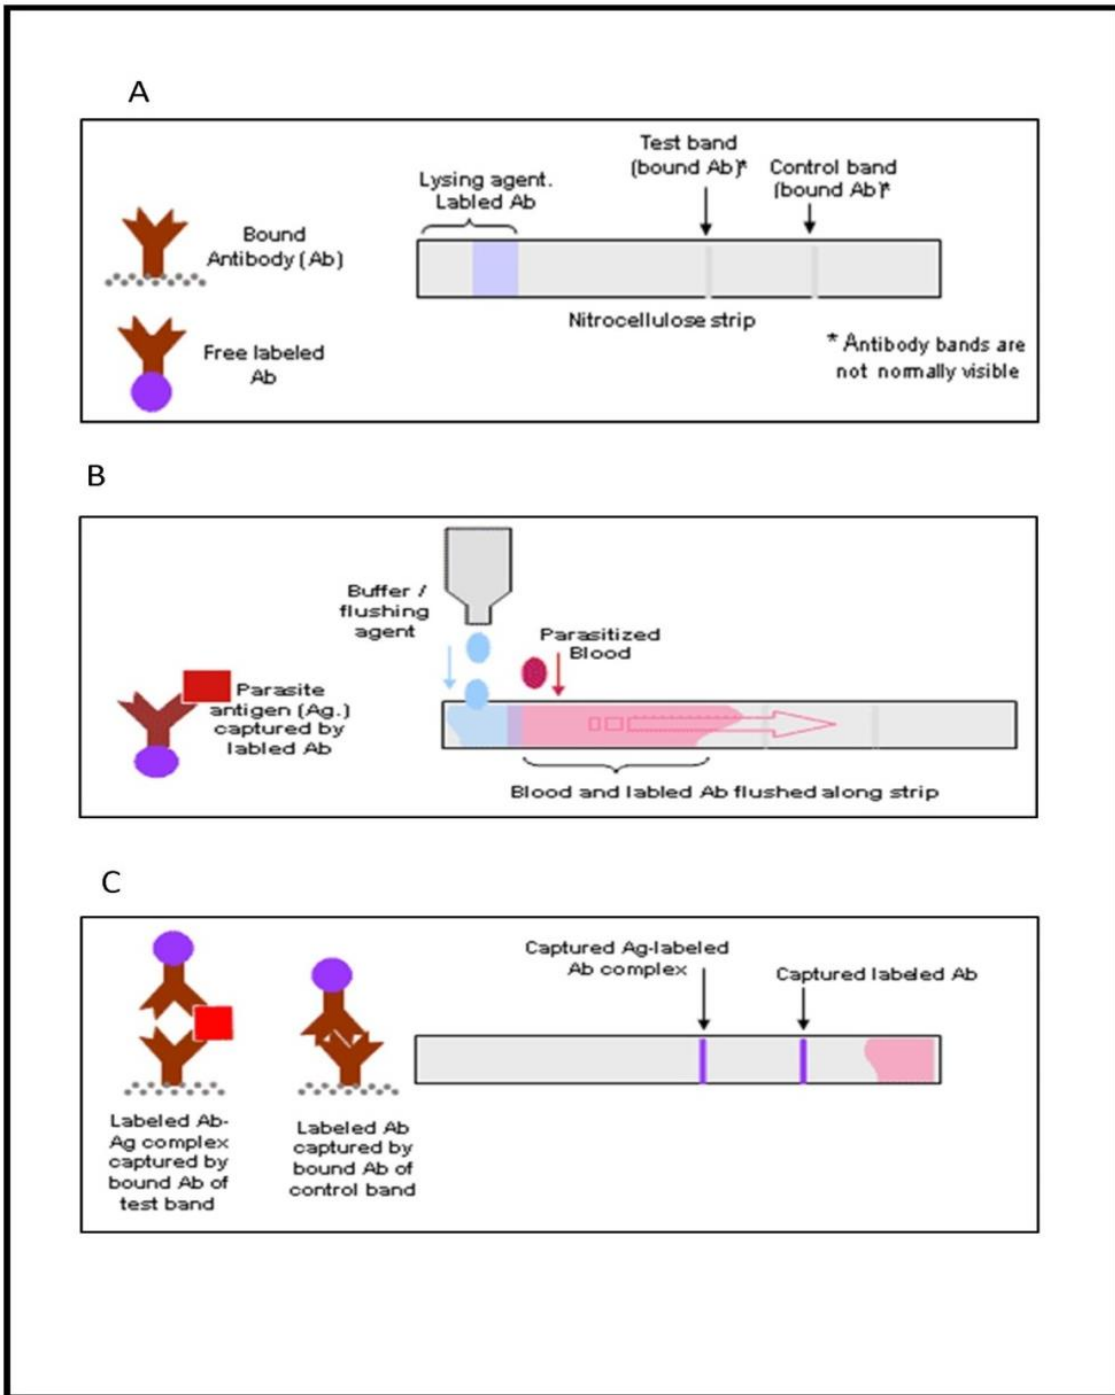 A
Test band
(bound Ab)*
Control band
(bound Ab)*
Lysing agent.
Labled Ab
Bound
Antibody (Ab)
Nitrocellulose strip
Free labeled
Ab
* Antibody bands are
not normally visible
B
Buffer /
flushing
agent
Parasitized
Blood
Parasite
antigen (Ag.)
captured by
labled Ab
Blood and labled Ab flushed along strip
C
Captured Ag-labeled
Ab complex
Captured labeled Ab
Labeled Ab-
Ag complex
captured by
bound Ab of
test band
Labeled Ab
captured by
bound Ab of
control band